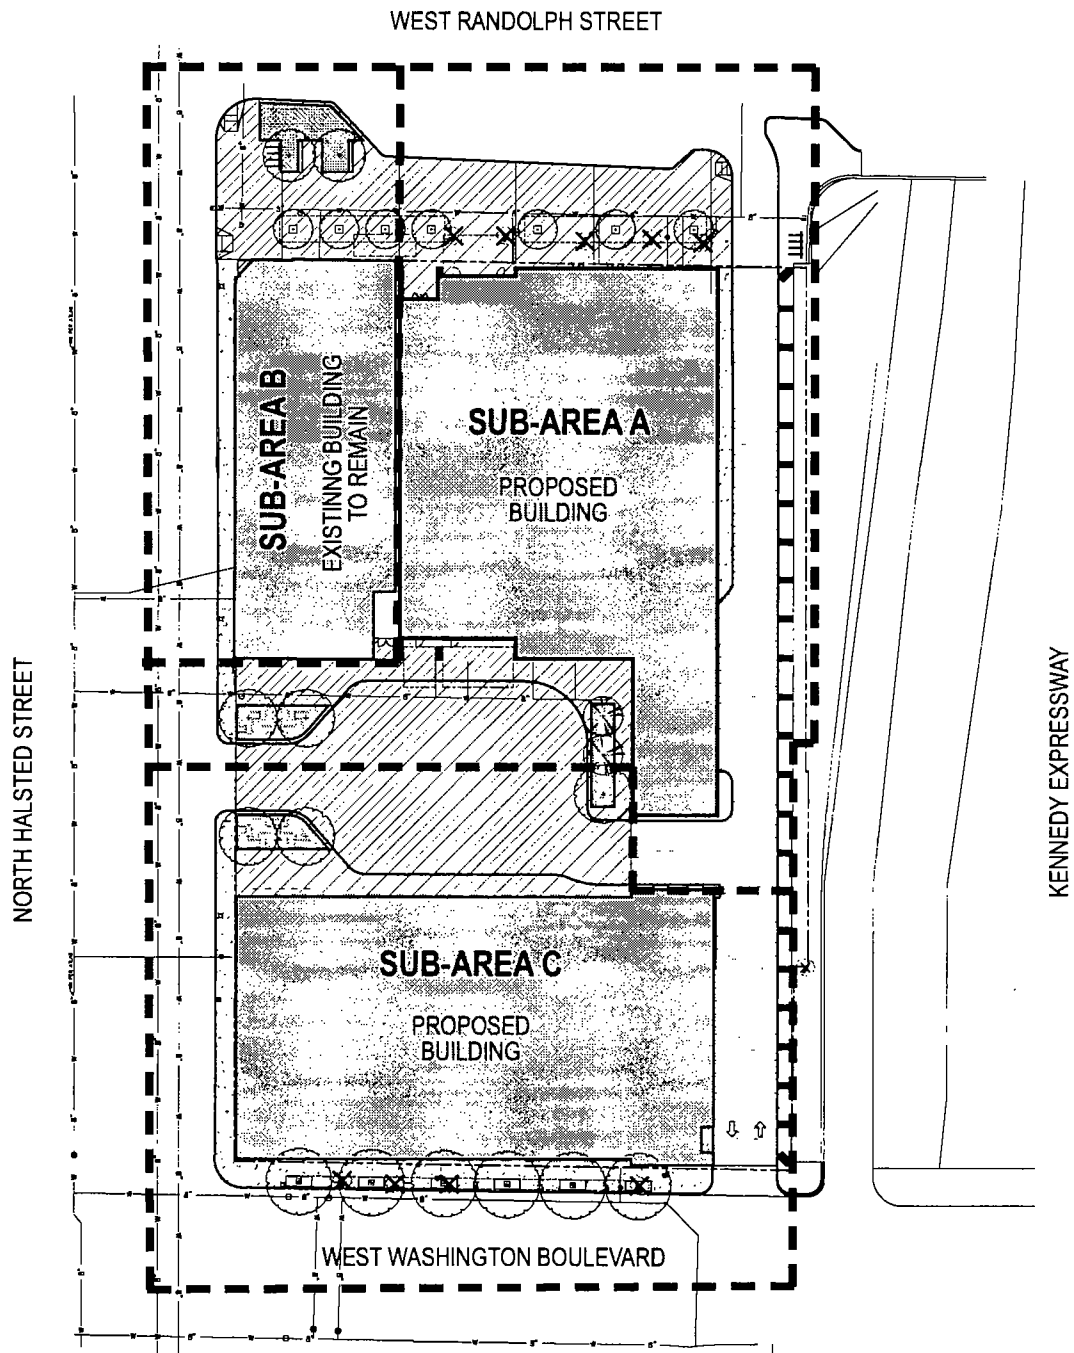 WEST RANDOLPH STREET
SUB-AREA B
EXISTINNG BUILDING
TO REMAIN
SUB-AREA A
PROPOSED
BUILDING
NORTH HALSTED STREET
KENNEDY EXPRESSWAY
SUB-AREA C
PROPOSED
BUILDING
WEST WASHINGTON BOULEVARD